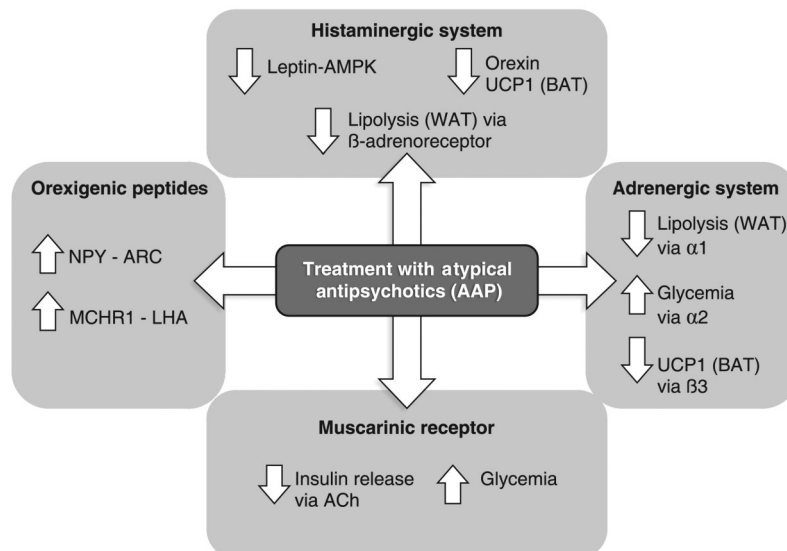 Histaminergic system
Leptin-AMPK
Orexin
UCP1 (BAT)
Lipolysis (WAT) via
ß-adrenoreceptor
Orexigenic peptides
NPY - ARC
MCHR1 - LHA
Treatment with atypical
antipsychotics (AAP)
Adrenergic system
Lipolysis (WAT)
via α1
Glycemia
via α2
UCP1 (BAT)
via ß3
Muscarinic receptor
Insulin release
via ACh
Glycemia